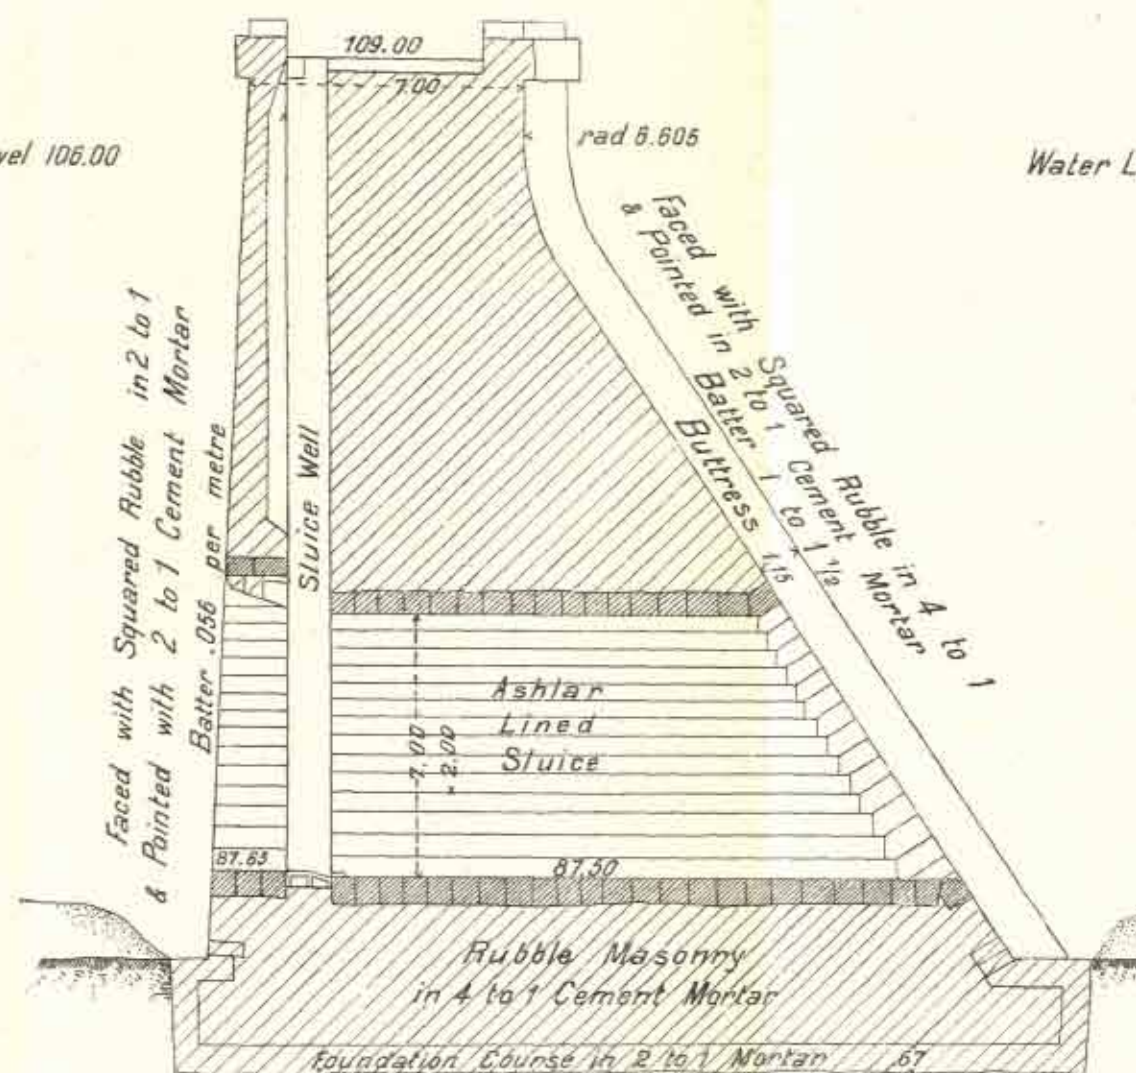 109.00
7.00
vel 106.00
rad 6.605
Water L
Faced with Squared Rubble in 2 to 1
& Pointed with 2 to 1 Cement Mortar
Batter .056 per metre
Sluice Well
Faced with Squared Rubble in 4 to 1
& Pointed in 2 to 1 Cement Mortar
Batter 1 to 1 1/2
Buttress 1.15
Ashlar
Lined
Sluice
7.00
× 2.00
87.65
87.50
Rubble Masonry
in 4 to 1 Cement Mortar
Foundation Course in 2 to 1 Mortar .67